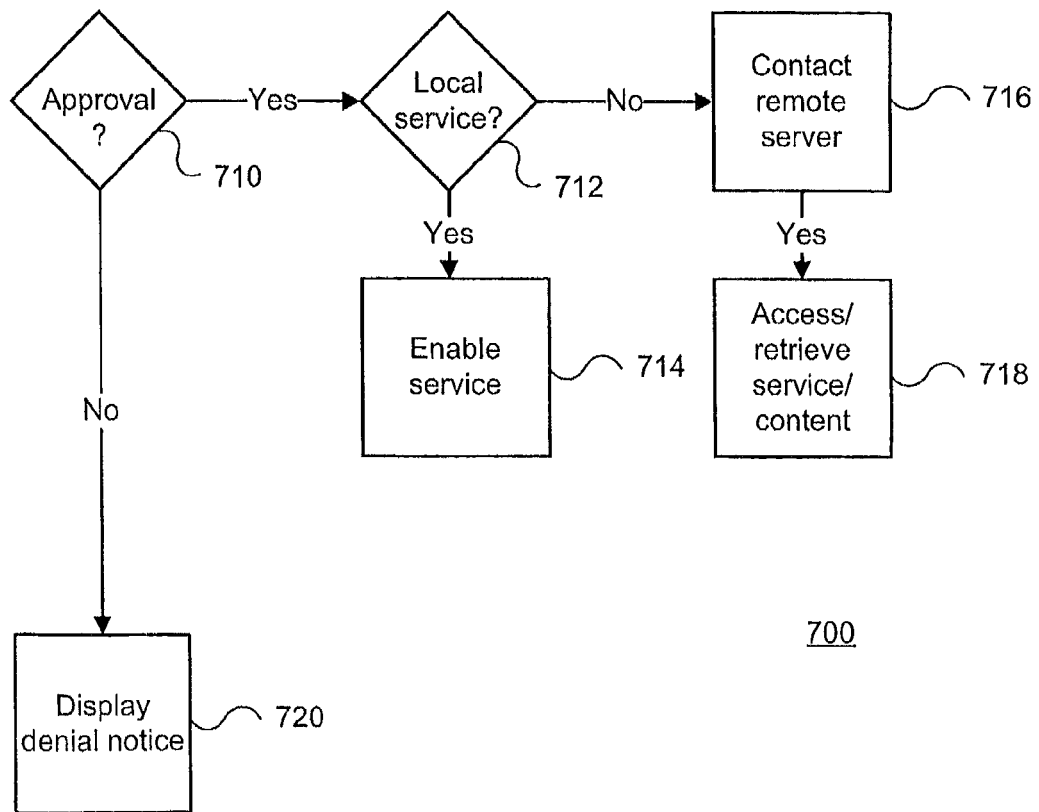 Approval
?
710
Yes
Local
service?
712
No
Contact
remote
server
716
Yes
Enable
service
714
Yes
Access/
retrieve
service/
content
718
No
Display
denial notice
720
700